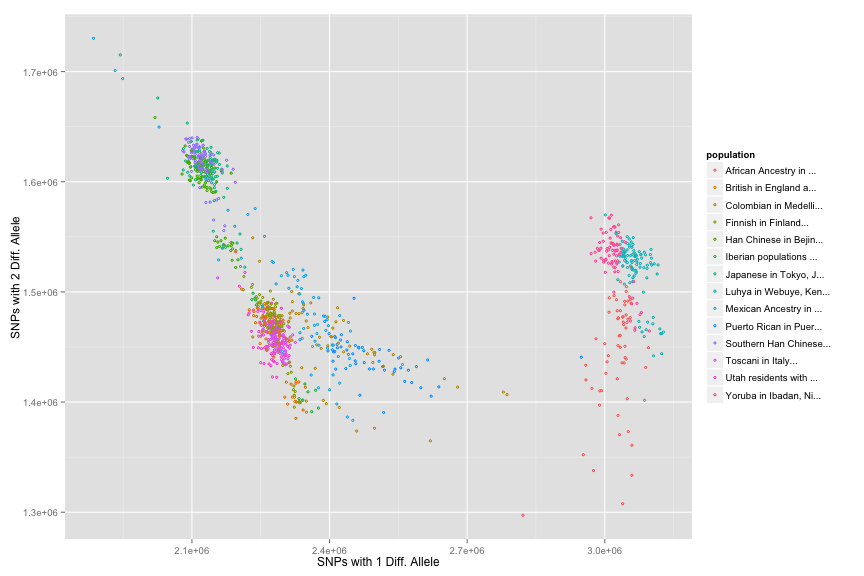 1.7e+06
1.6e+06
1.5e+06
1.4e+06
1.3e+06
SNPs with 2 Diff. Allele
2.1e+06 2.4e+06 2.7e+06 3.0e+06
SNPs with 1 Diff. Allele
population
African Ancestry in ...
British in England a...
Colombian in Medelli...
Finnish in Finland...
Han Chinese in Bejin...
Iberian populations ...
Japanese in Tokyo, J...
Luhya in Webuye, Ken...
Mexican Ancestry in ...
Puerto Rican in Puer...
Southern Han Chinese...
Toscani in Italy...
Utah residents with ...
Yoruba in Ibadan, Ni...